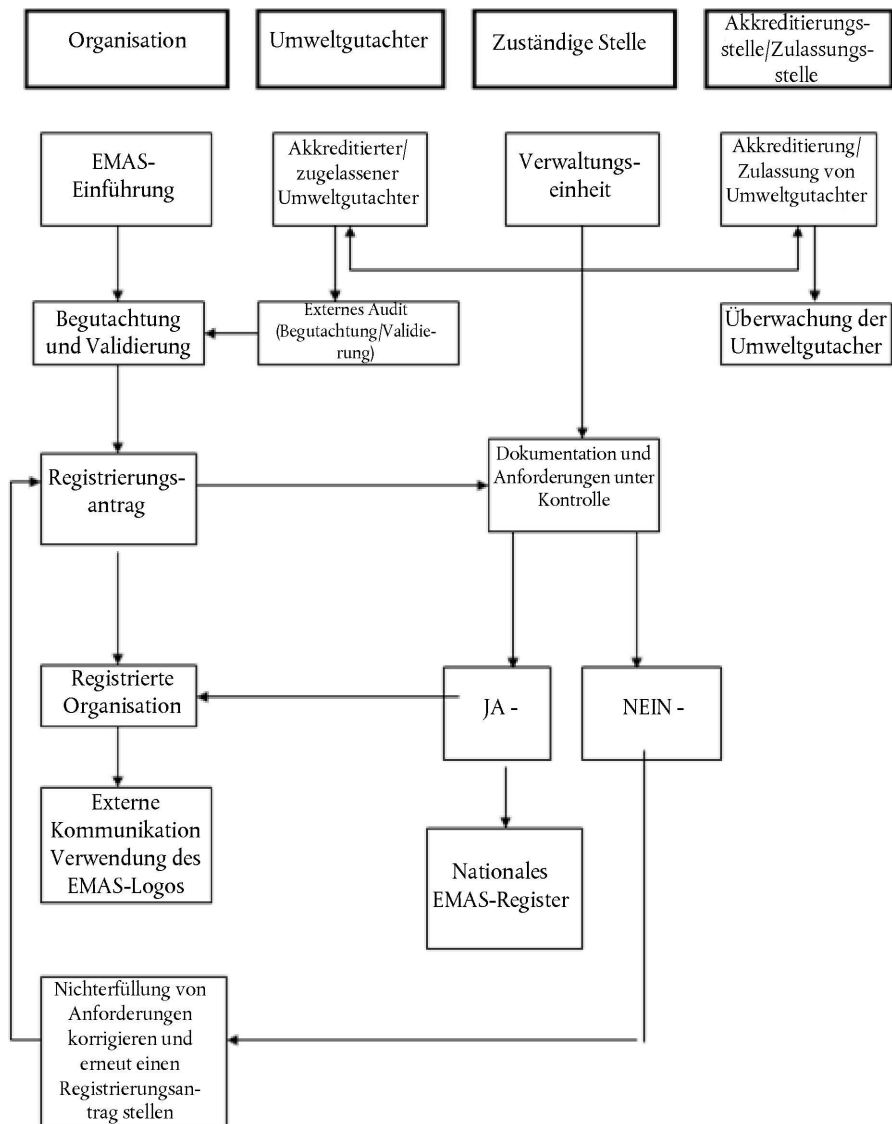 Organisation
Umweltgutachter
Zuständige Stelle
Akkreditierungs-
stelle/Zulassungs-
stelle
EMAS-
Einführung
Akkreditierter/
zugelassener
Umweltgutachter
Verwaltungs-
einheit
Akkreditierung/
Zulassung von
Umweltgutachter
Begutachtung
und Validierung
Externes Audit
(Begutachtung/Validie-
rung)
Überwachung der
Umweltgutacher
Registrierungs-
antrag
Dokumentation und
Anforderungen unter
Kontrolle
Registrierte
Organisation
JA -
NEIN -
Externe
Kommunikation
Verwendung des
EMAS-Logos
Nationales
EMAS-Register
Nichterfüllung von
Anforderungen
korrigieren und
erneut einen
Registrierungsan-
trag stellen